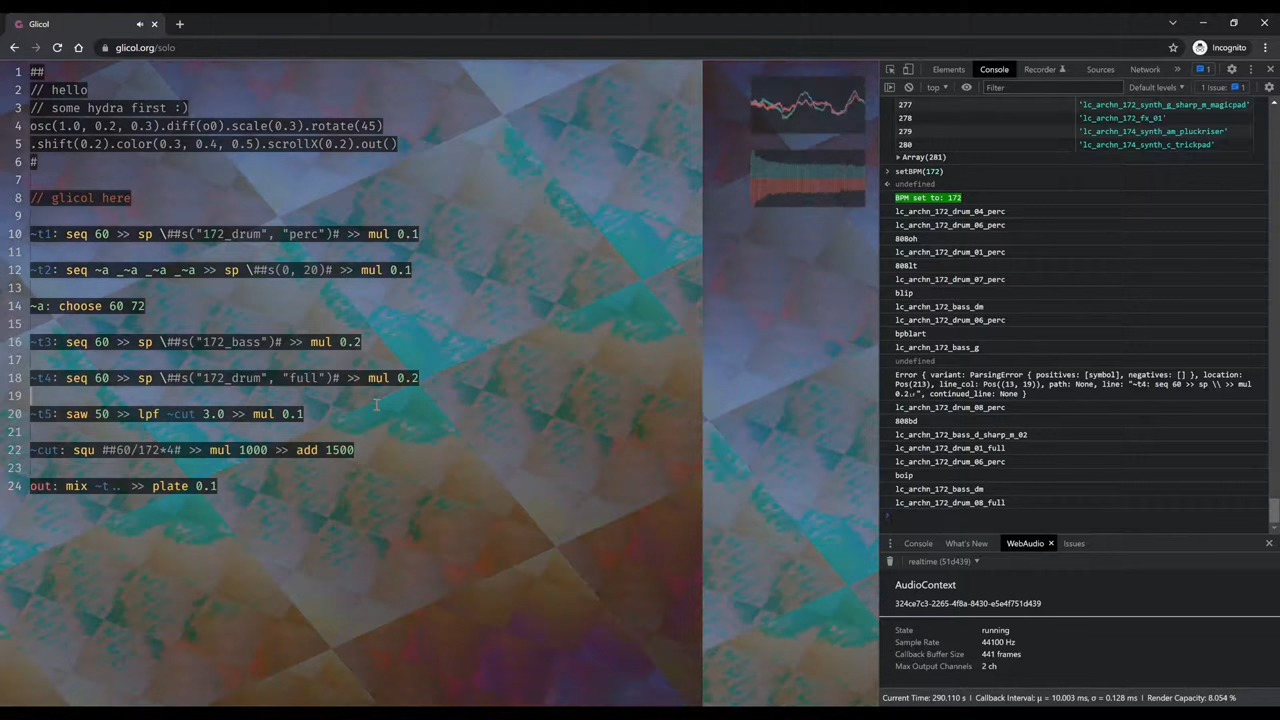 Glicol
glicol.org/solo
Incognito
1 ##
2 // hello
3 // some hydra first :)
4 osc(1.0, 0.2, 0.3).diff(o0).scale(0.3).rotate(45)
5 .shift(0.2).color(0.3, 0.4, 0.5).scrollX(0.2).out()
6 #
7
8 // glicol here
9
10 ~t1: seq 60 >> sp \##s("172_drum", "perc")# >> mul 0.1
11
12 ~t2: seq ~a _~a _~a _~a >> sp \##s(0, 20)# >> mul 0.1
13
14 ~a: choose 60 72
15
16 ~t3: seq 60 >> sp \##s("172_bass")# >> mul 0.2
17
18 ~t4: seq 60 >> sp \##s("172_drum", "full")# >> mul 0.2
19
20 ~t5: saw 50 >> lpf ~cut 3.0 >> mul 0.1
21
22 ~cut: squ ##60/172*4# >> mul 1000 >> add 1500
23
24 out: mix ~t.. >> plate 0.1
Elements Console Recorder Sources Network » 1
top Filter Default levels 1 Issue: 1
277 'lc_archn_172_synth_g_sharp_m_magicpad'
278 'lc_archn_172_fx_01'
279 'lc_archn_174_synth_am_pluckriser'
280 'lc_archn_174_synth_c_trickpad'
Array(281)
setBPM(172)
undefined
BPM set to: 172
lc_archn_172_drum_04_perc
lc_archn_172_drum_06_perc
808oh
lc_archn_172_drum_01_perc
808lt
lc_archn_172_drum_07_perc
blip
lc_archn_172_bass_dm
lc_archn_172_drum_06_perc
bpblart
lc_archn_172_bass_g
undefined
Error { variant: ParsingError { positives: [symbol], negatives: [] }, location:
Pos(213), line_col: Pos((13, 19)), path: None, line: "~t4: seq 60 >> sp \\ >> mul
0.2␊", continued_line: None }
lc_archn_172_drum_08_perc
808bd
lc_archn_172_bass_d_sharp_m_02
lc_archn_172_drum_01_full
lc_archn_172_drum_06_perc
boip
lc_archn_172_bass_dm
lc_archn_172_drum_08_full
Console What's New WebAudio Issues
realtime (51d439)
AudioContext
324ce7c3-2265-4f8a-8430-e5e4f751d439
State running
Sample Rate 44100 Hz
Callback Buffer Size 441 frames
Max Output Channels 2 ch
Current Time: 290.110 s | Callback Interval: μ = 10.003 ms, σ = 0.128 ms | Render Capacity: 8.054 %